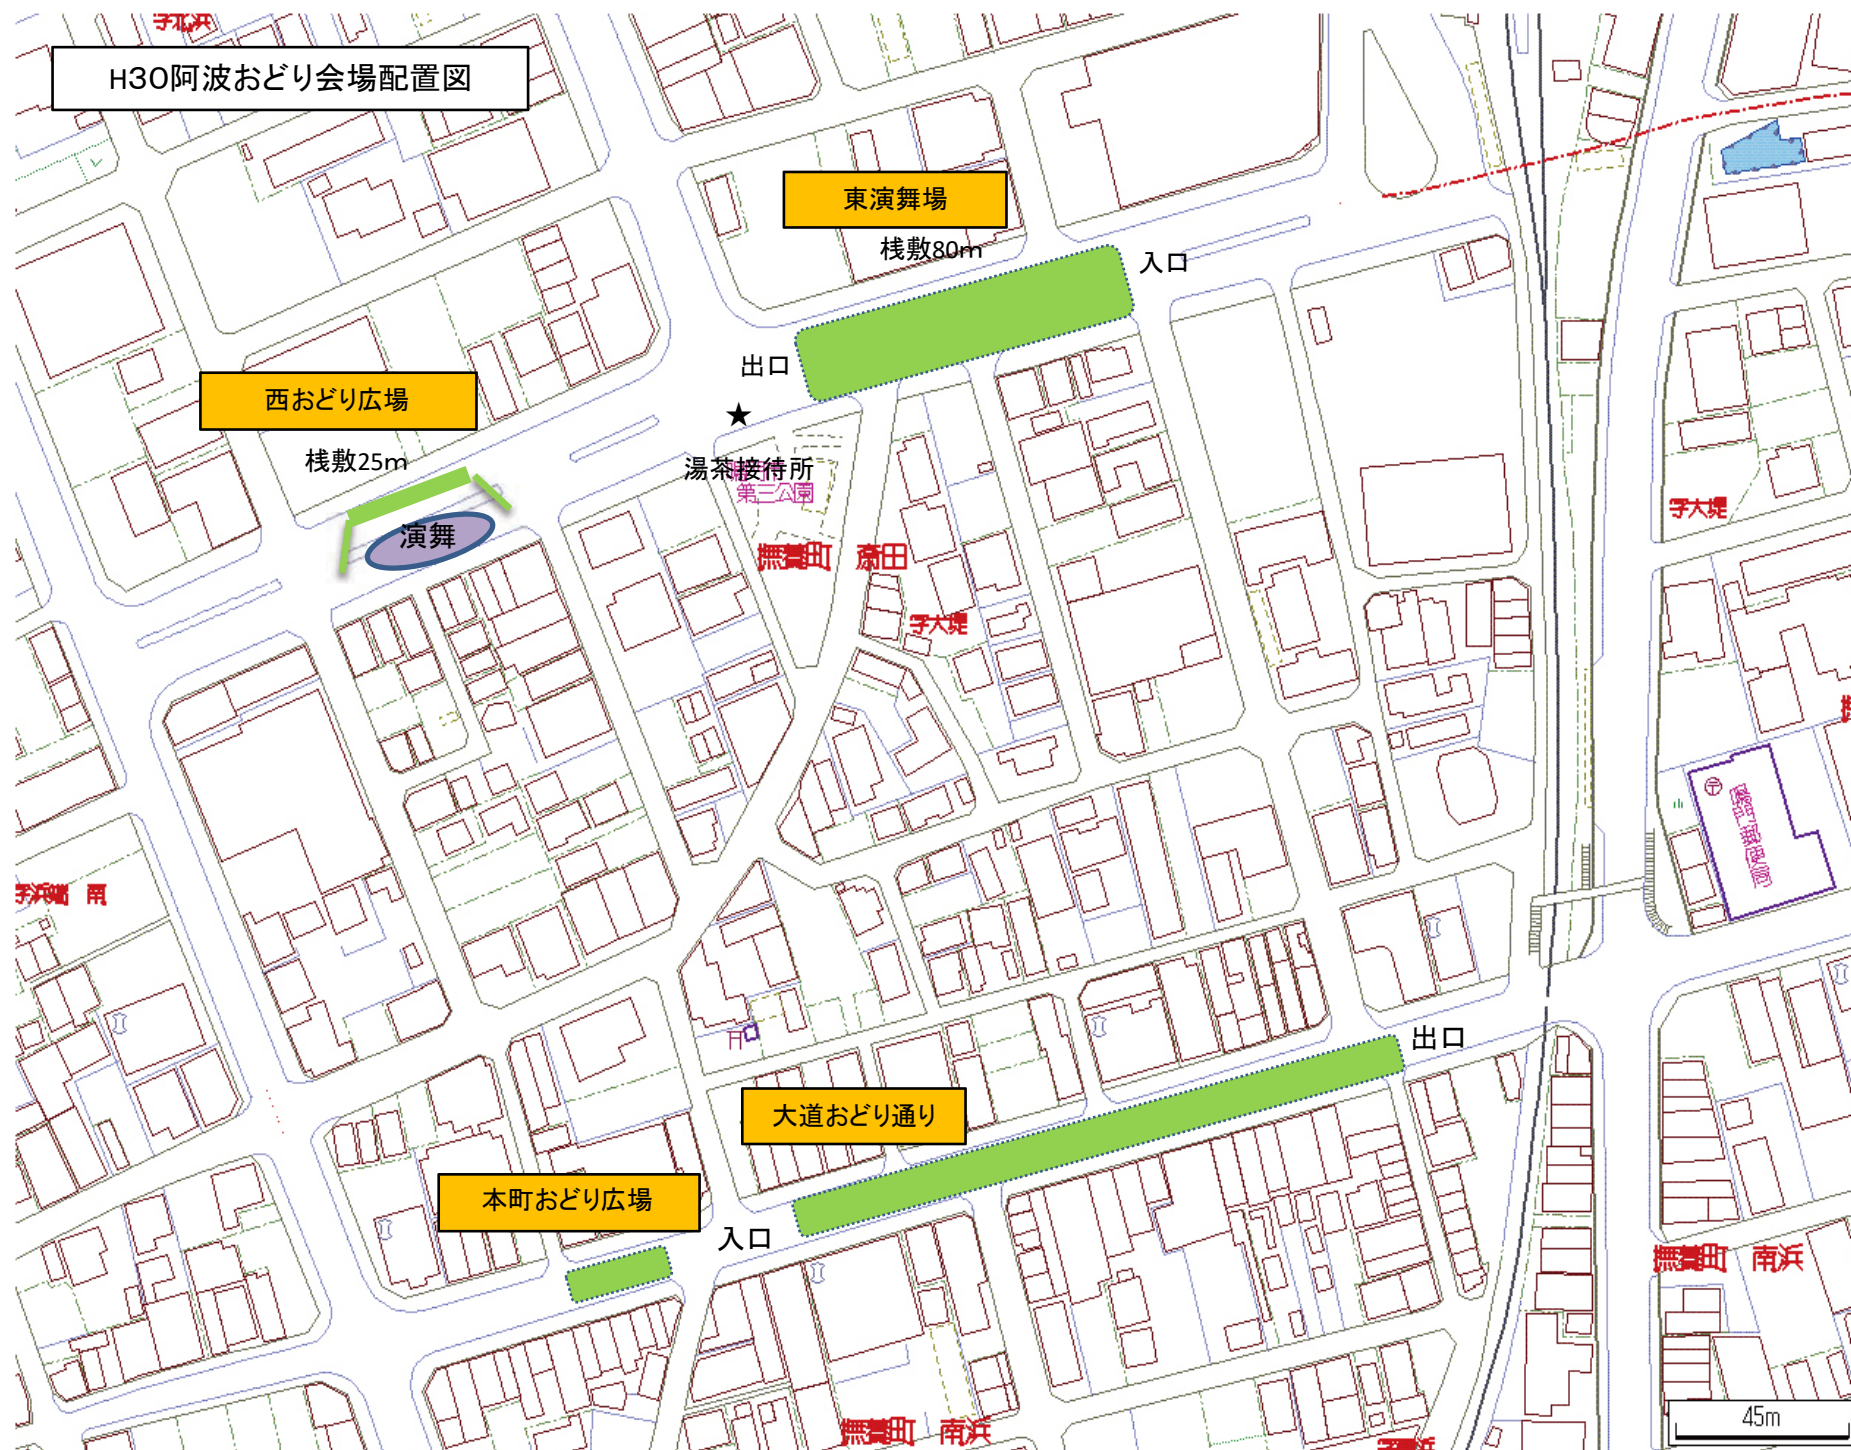 字北浜
H30阿波おどり会場配置図
東演舞場
桟敷80m
入口
出口
西おどり広場
★
桟敷25m
湯茶接待所
第三公園
演舞
撫養町 斎田
字大堤
字大堤
南
出口
大道おどり通り
本町おどり広場
入口
撫養町 南浜
撫養町 南浜
45m